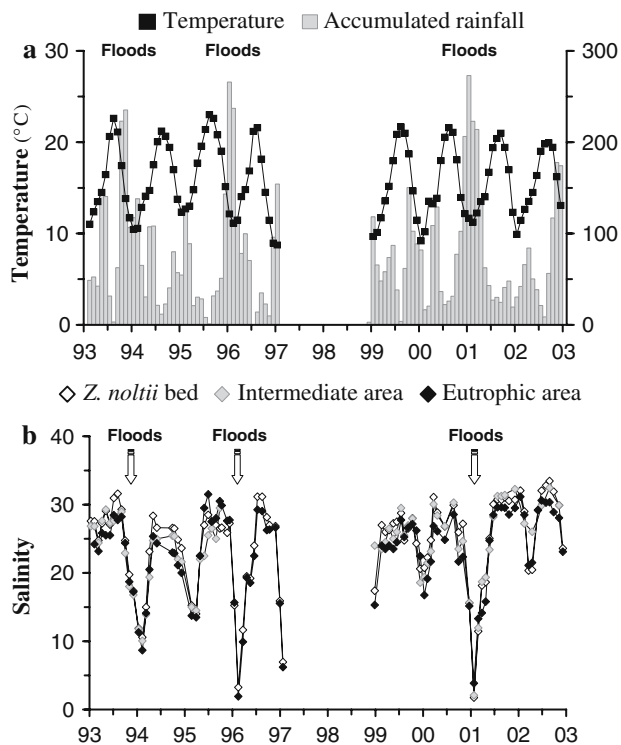 Temperature Accumulated rainfall
a Floods Floods Floods
30 300
20 200
10 100
0 0
Temperature (°C)
93 94 95 96 97 98 99 00 01 02 03
Z. noltii bed Intermediate area Eutrophic area
b Floods Floods Floods
40
30
20
10
0
Salinity
93 94 95 96 97 98 99 00 01 02 03